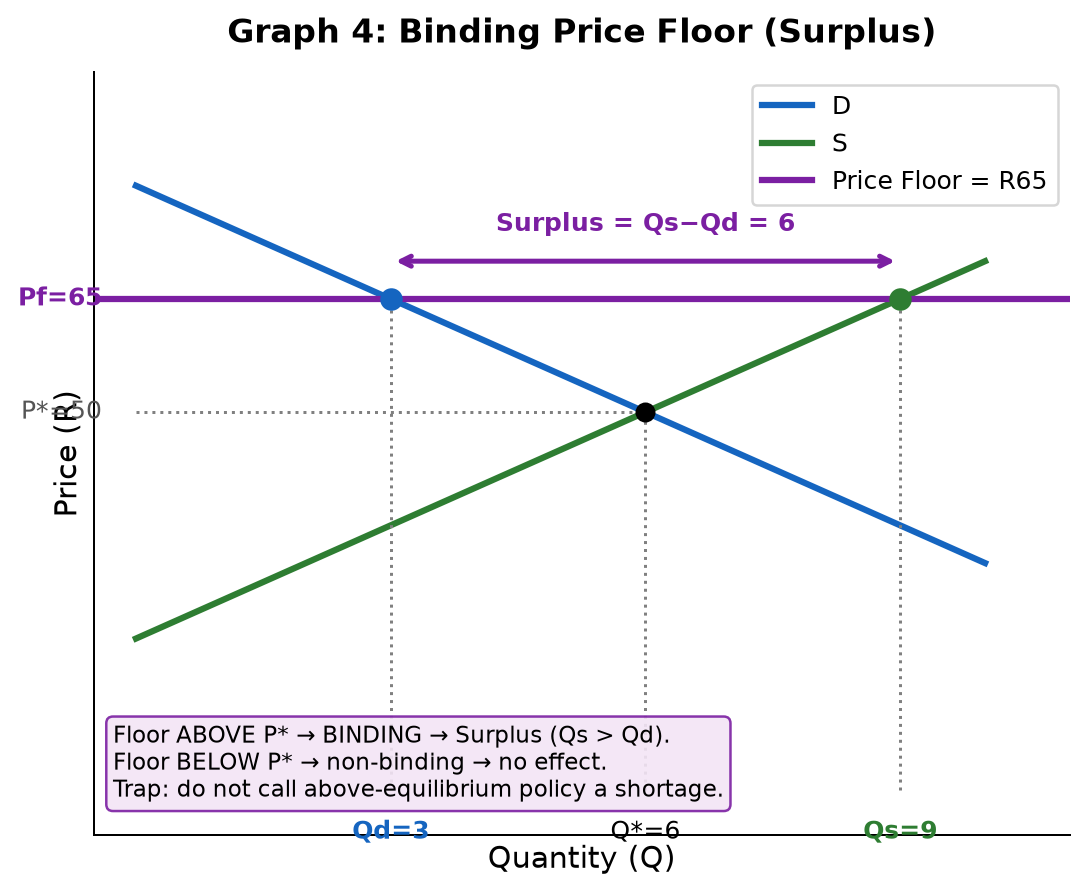 Graph 4: Binding Price Floor (Surplus)
D
S
Price Floor = R65
Surplus = Qs−Qd = 6
Pf=65
P*=50
Price (R)
Floor ABOVE P* → BINDING → Surplus (Qs > Qd).
Floor BELOW P* → non-binding → no effect.
Trap: do not call above-equilibrium policy a shortage.
Qd=3
Q*=6
Qs=9
Quantity (Q)